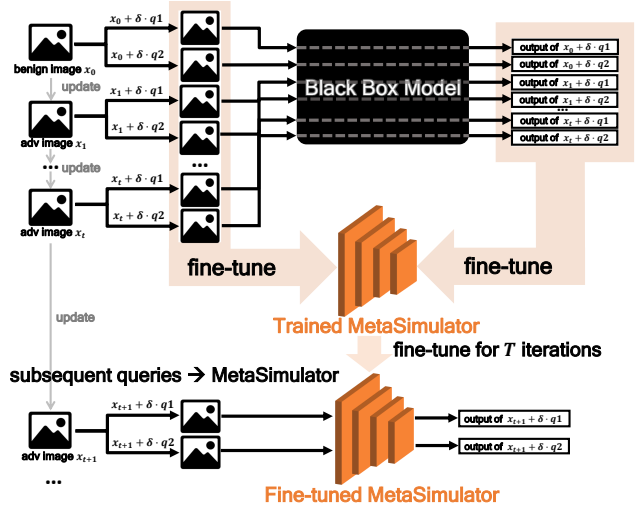 x₀ + δ · q1
output of x₀ + δ · q1
benign image x₀
x₀ + δ · q2
output of x₀ + δ · q2
update
x₁ + δ · q1
Black Box Model
output of x₁ + δ · q1
adv image x₁
x₁ + δ · q2
output of x₁ + δ · q2
...
update
...
...
output of xₜ + δ · q1
xₜ + δ · q1
output of xₜ + δ · q2
adv image xₜ
xₜ + δ · q2
fine-tune
fine-tune
update
Trained MetaSimulator
fine-tune for T iterations
subsequent queries → MetaSimulator
xₜ₊₁ + δ · q1
output of xₜ₊₁ + δ · q1
adv image xₜ₊₁
xₜ₊₁ + δ · q2
output of xₜ₊₁ + δ · q2
...
Fine-tuned MetaSimulator